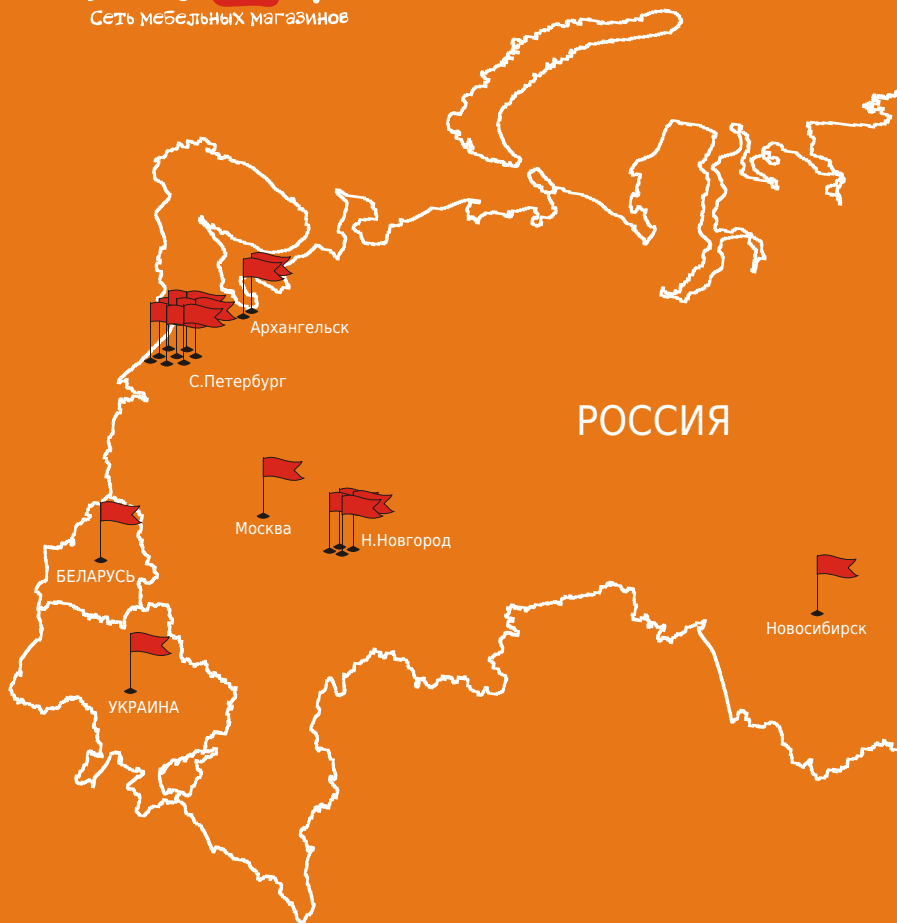 Сеть мебельных магазинов
Архангельск
С.Петербург
РОССИЯ
Москва
Н.Новгород
БЕЛАРУСЬ
Новосибирск
УКРАИНА